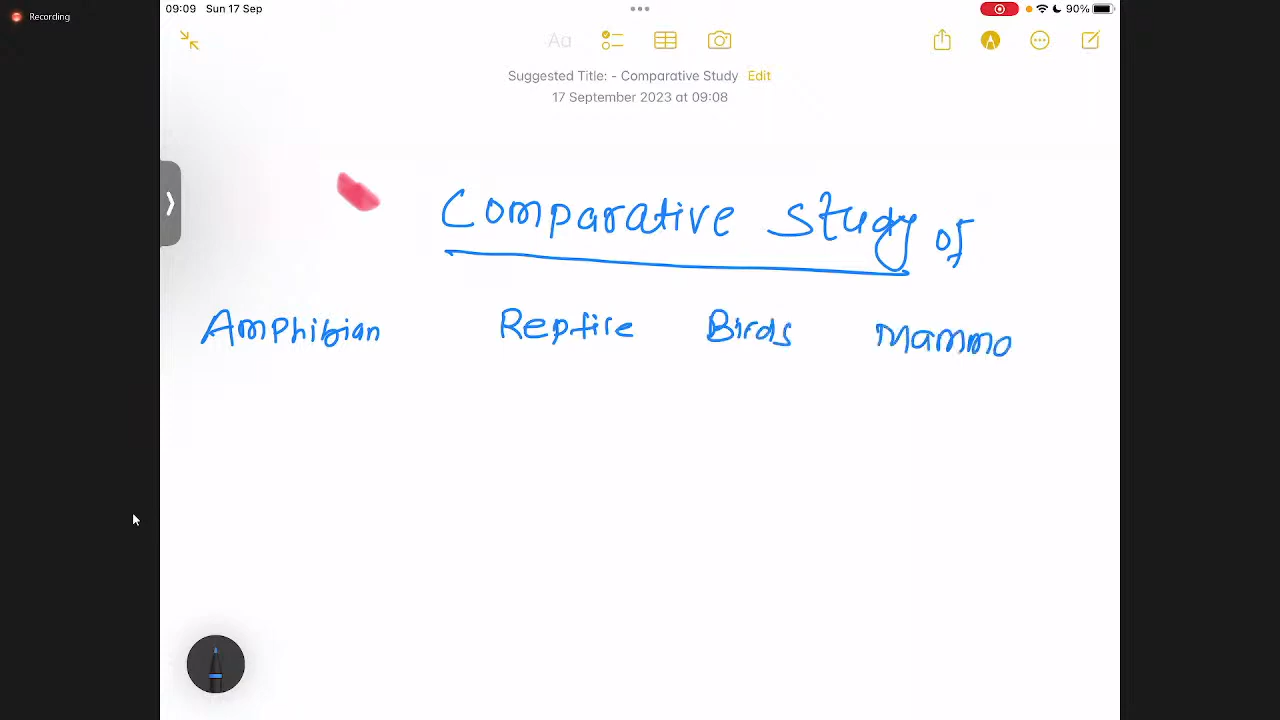 Recording
09:09 Sun 17 Sep
90%
Aa
Suggested Title: - Comparative Study Edit
17 September 2023 at 09:08
Comparative Study of
Amphibian Reptire Birds Mammo